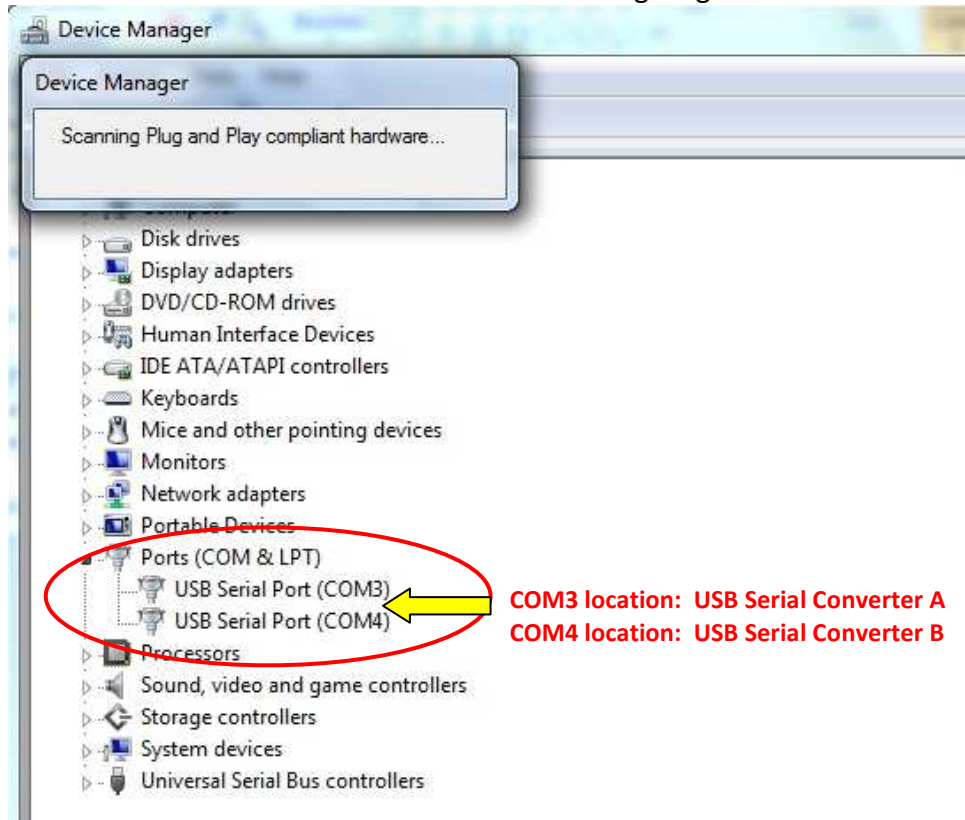 Device Manager
Device Manager
Scanning Plug and Play compliant hardware...
Disk drives
Display adapters
DVD/CD-ROM drives
Human Interface Devices
IDE ATA/ATAPI controllers
Keyboards
Mice and other pointing devices
Monitors
Network adapters
Portable Devices
Ports (COM & LPT)
USB Serial Port (COM3)
USB Serial Port (COM4)
COM3 location: USB Serial Converter A
COM4 location: USB Serial Converter B
Processors
Sound, video and game controllers
Storage controllers
System devices
Universal Serial Bus controllers